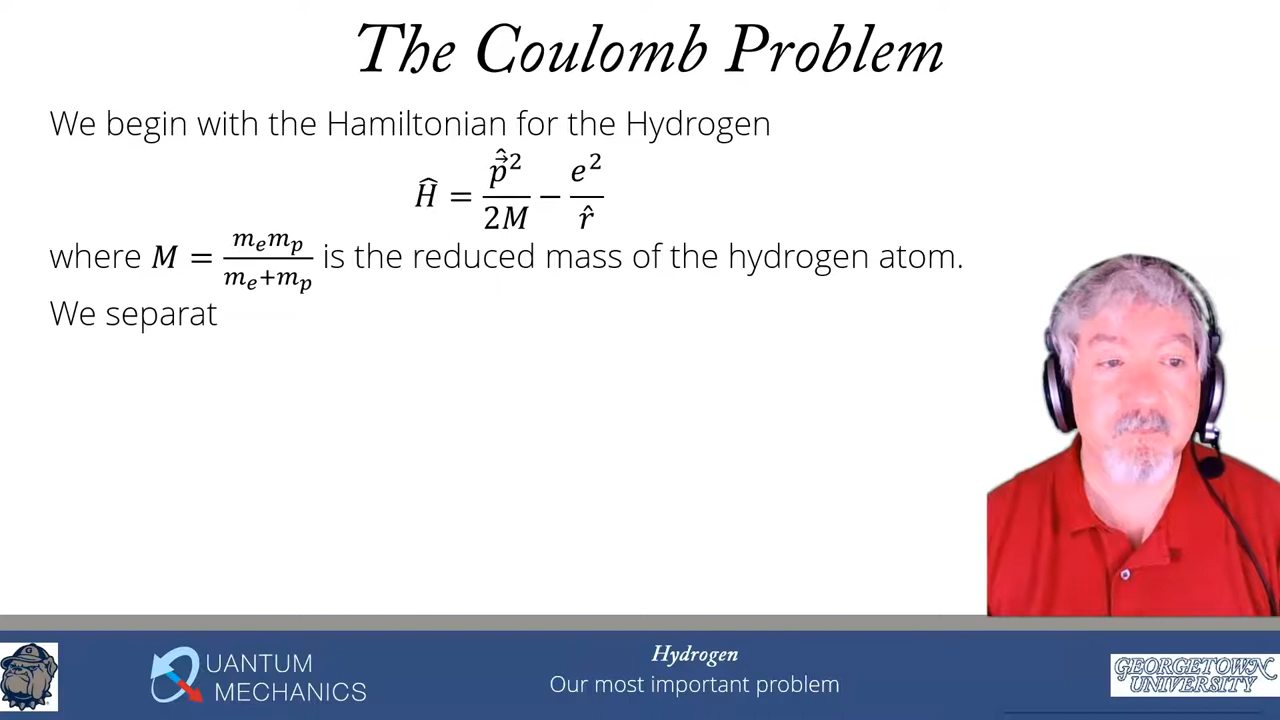 The Coulomb Problem
We begin with the Hamiltonian for the Hydrogen
Ĥ = p̂⃗²/2M − e²/r̂
where M = mₑmₚ/mₑ+mₚ is the reduced mass of the hydrogen atom.
We separat
QUANTUM
MECHANICS
Hydrogen
Our most important problem
GEORGETOWN
UNIVERSITY